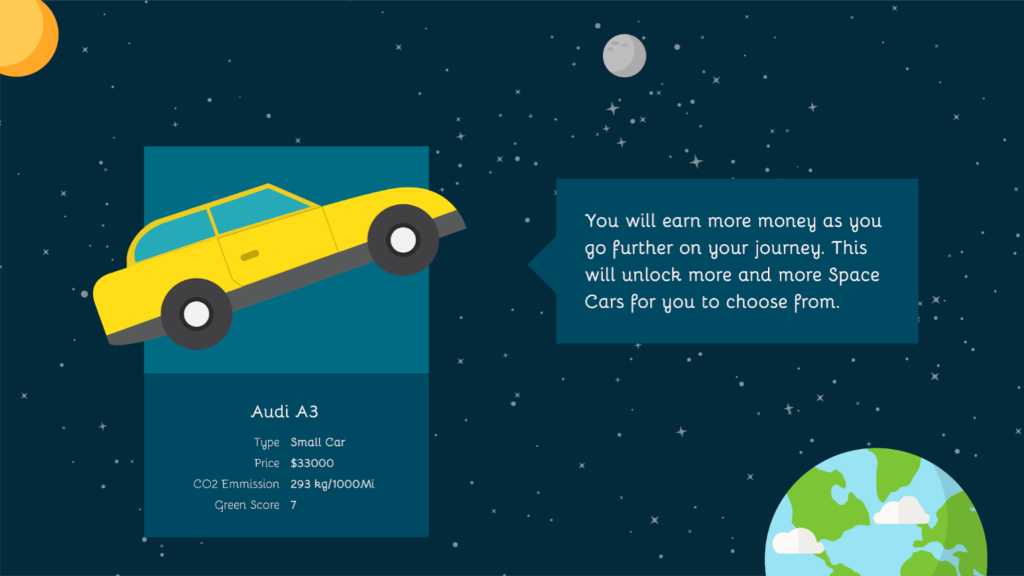 You will earn more money as you
go further on your journey. This
will unlock more and more Space
Cars for you to choose from.
Audi A3
Type Small Car
Price $33000
CO2 Emmission 293 kg/1000Mi
Green Score 7